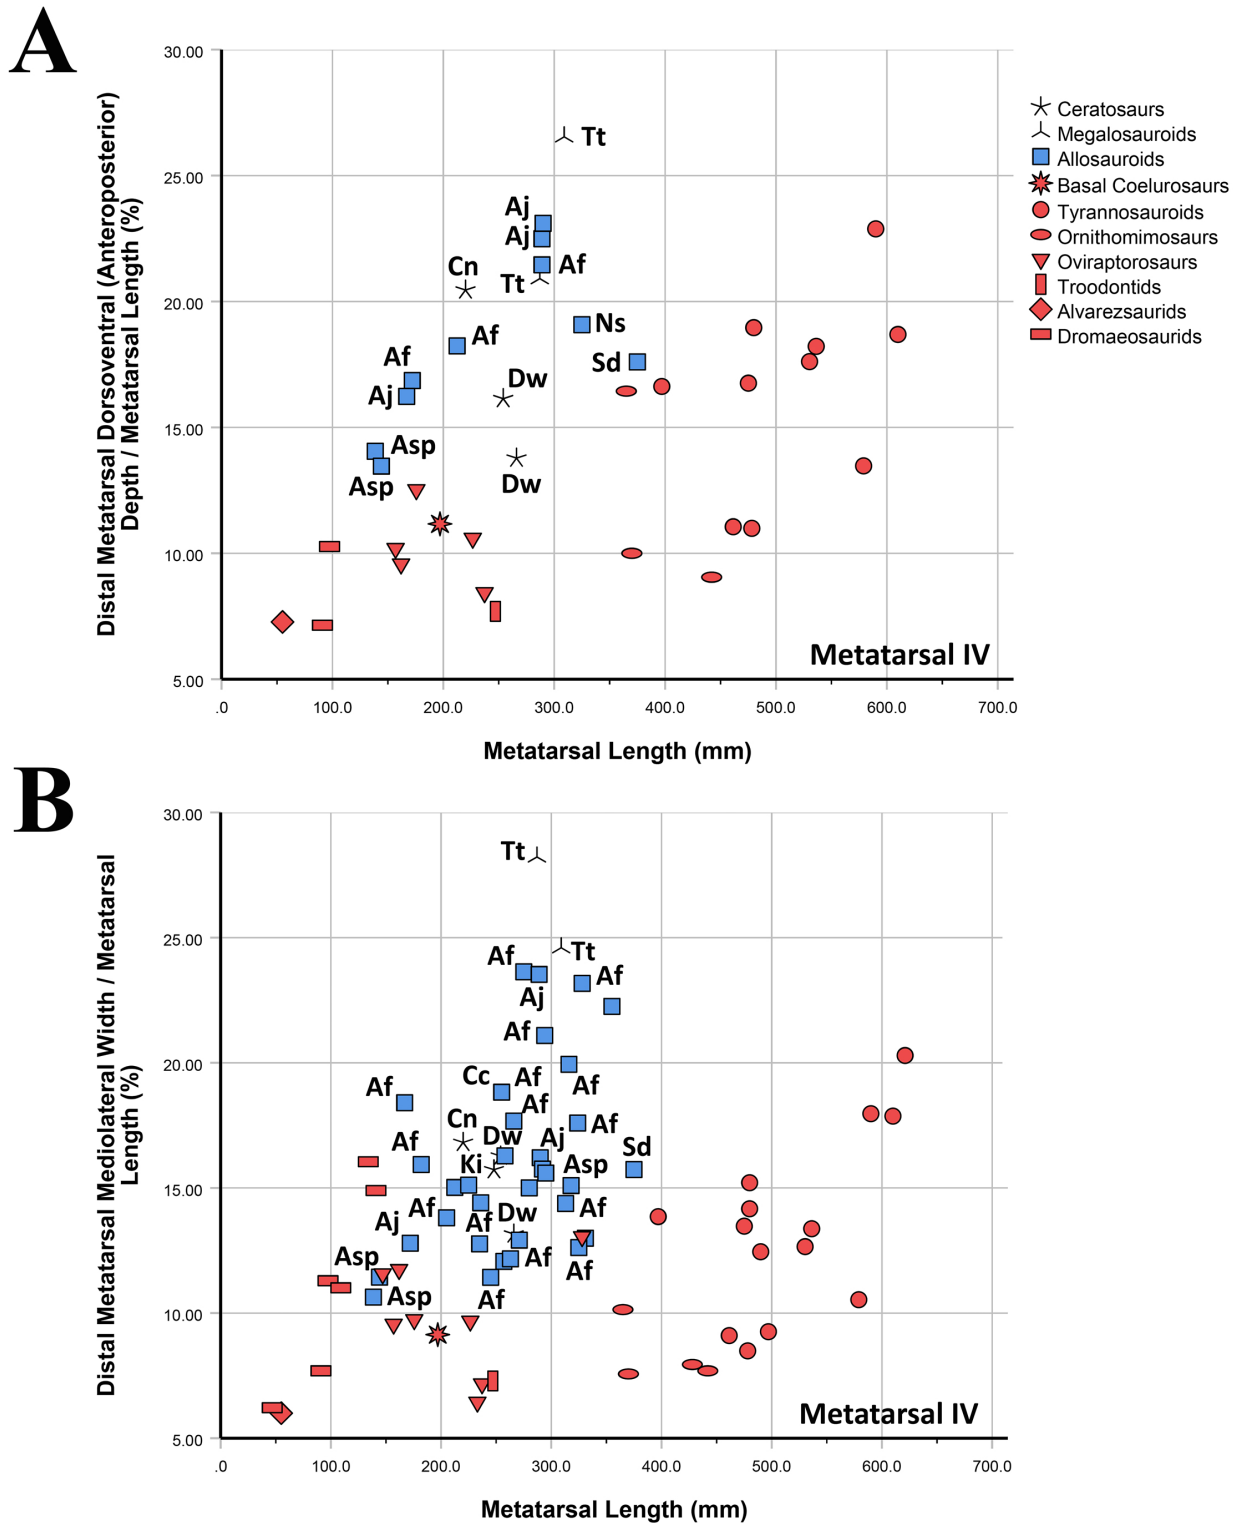 A
30.00
25.00
20.00
15.00
10.00
5.00
Distal Metatarsal Dorsoventral (Anteroposterior)
Depth / Metatarsal Length (%)
Tt
Aj
Aj
Af
Cn
Tt
Ns
Af
Sd
Af
Dw
Aj
Asp
Asp
Dw
Metatarsal IV
.0
100.0
200.0
300.0
400.0
500.0
600.0
700.0
Metatarsal Length (mm)
Ceratosaurs
Megalosauroids
Allosauroids
Basal Coelurosaurs
Tyrannosauroids
Ornithomimosaurs
Oviraptorosaurs
Troodontids
Alvarezsaurids
Dromaeosaurids
B
30.00
25.00
20.00
15.00
10.00
5.00
Distal Metatarsal Mediolateral Width / Metatarsal
Length (%)
Tt
Tt
Af
Af
Aj
Af
Cc
Af
Af
Af
Af
Cn
Af
Af
Dw
Aj
Sd
Ki
Asp
Af
Af
Dw
Aj
Af
Asp
Af
Af
Asp
Af
Metatarsal IV
.0
100.0
200.0
300.0
400.0
500.0
600.0
700.0
Metatarsal Length (mm)